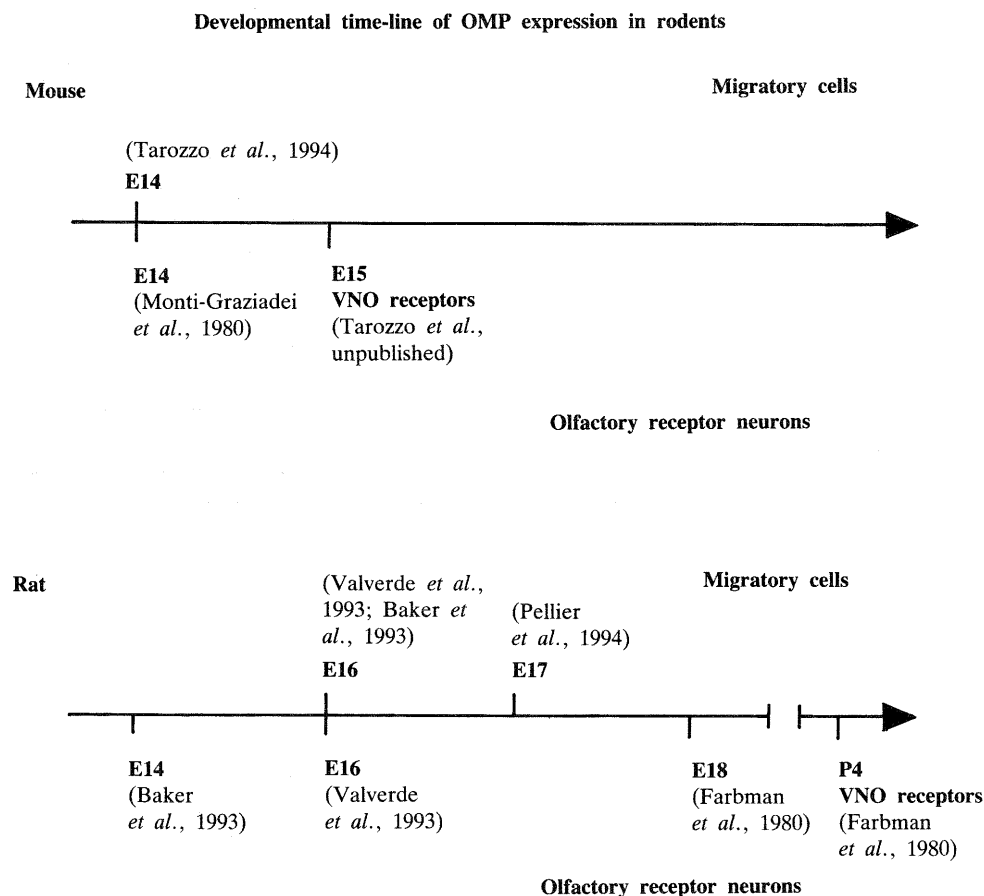 Developmental time-line of OMP expression in rodents
Mouse
Migratory cells
(Tarozzo et al., 1994)
E14
E14
(Monti-Graziadei
et al., 1980)
E15
VNO receptors
(Tarozzo et al.,
unpublished)
Olfactory receptor neurons
Rat
Migratory cells
(Valverde et al.,
1993; Baker et
al., 1993)
E16
(Pellier
et al., 1994)
E17
E14
(Baker
et al., 1993)
E16
(Valverde
et al., 1993)
E18
(Farbman
et al., 1980)
P4
VNO receptors
(Farbman
et al., 1980)
Olfactory receptor neurons